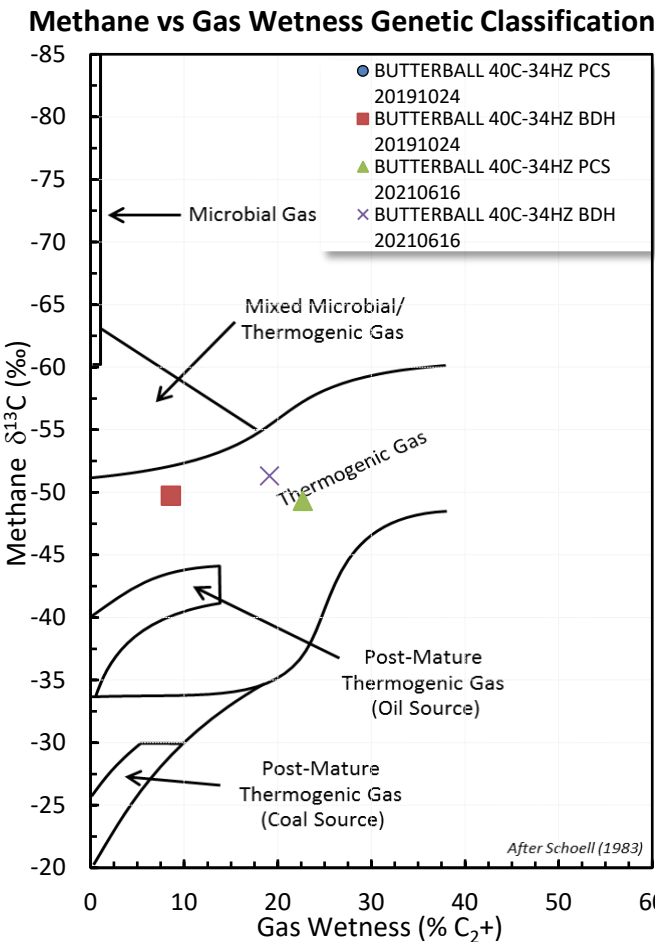 Methane vs Gas Wetness Genetic Classification
-85
-80
-75
-70
-65
-60
-55
-50
-45
-40
-35
-30
-25
-20
Methane δ¹³C (‰)
BUTTERBALL 40C-34HZ PCS
20191024
BUTTERBALL 40C-34HZ BDH
20191024
BUTTERBALL 40C-34HZ PCS
20210616
BUTTERBALL 40C-34HZ BDH
20210616
Microbial Gas
Mixed Microbial/
Thermogenic Gas
Thermogenic Gas
Post-Mature
Thermogenic Gas
(Oil Source)
Post-Mature
Thermogenic Gas
(Coal Source)
After Schoell (1983)
0 10 20 30 40 50 60
Gas Wetness (% C₂+)